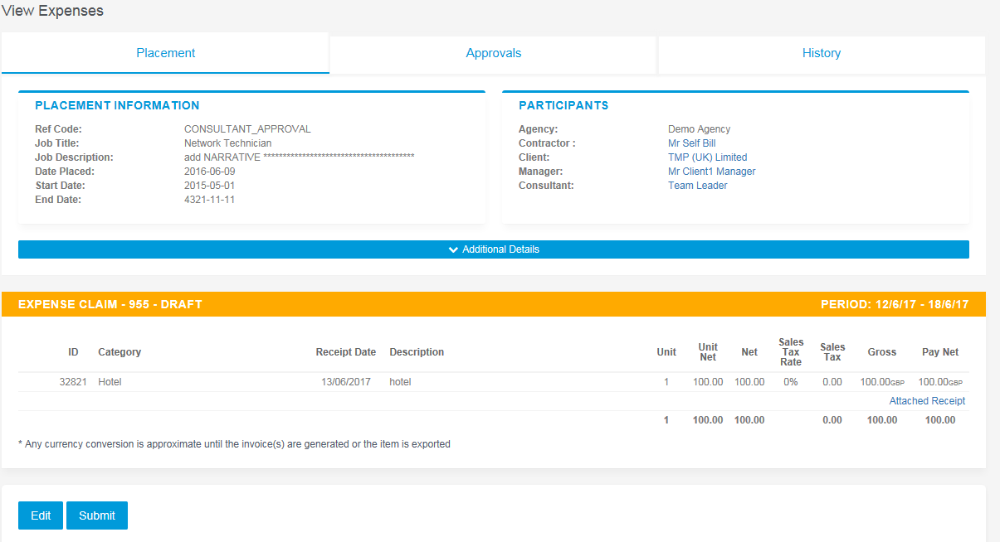 View Expenses
Placement Approvals History
PLACEMENT INFORMATION
Ref Code: CONSULTANT_APPROVAL
Job Title: Network Technician
Job Description: add NARRATIVE ***************************************
Date Placed: 2016-06-09
Start Date: 2015-05-01
End Date: 4321-11-11
PARTICIPANTS
Agency: Demo Agency
Contractor : Mr Self Bill
Client: TMP (UK) Limited
Manager: Mr Client1 Manager
Consultant: Team Leader
Additional Details
EXPENSE CLAIM - 955 - DRAFT PERIOD: 12/6/17 - 18/6/17
ID Category Receipt Date Description Unit Unit Net Net Sales Tax Rate Sales Tax Gross Pay Net
32821 Hotel 13/06/2017 hotel 1 100.00 100.00 0% 0.00 100.00GBP 100.00GBP
Attached Receipt
1 100.00 100.00 0.00 100.00 100.00
* Any currency conversion is approximate until the invoice(s) are generated or the item is exported
Edit Submit